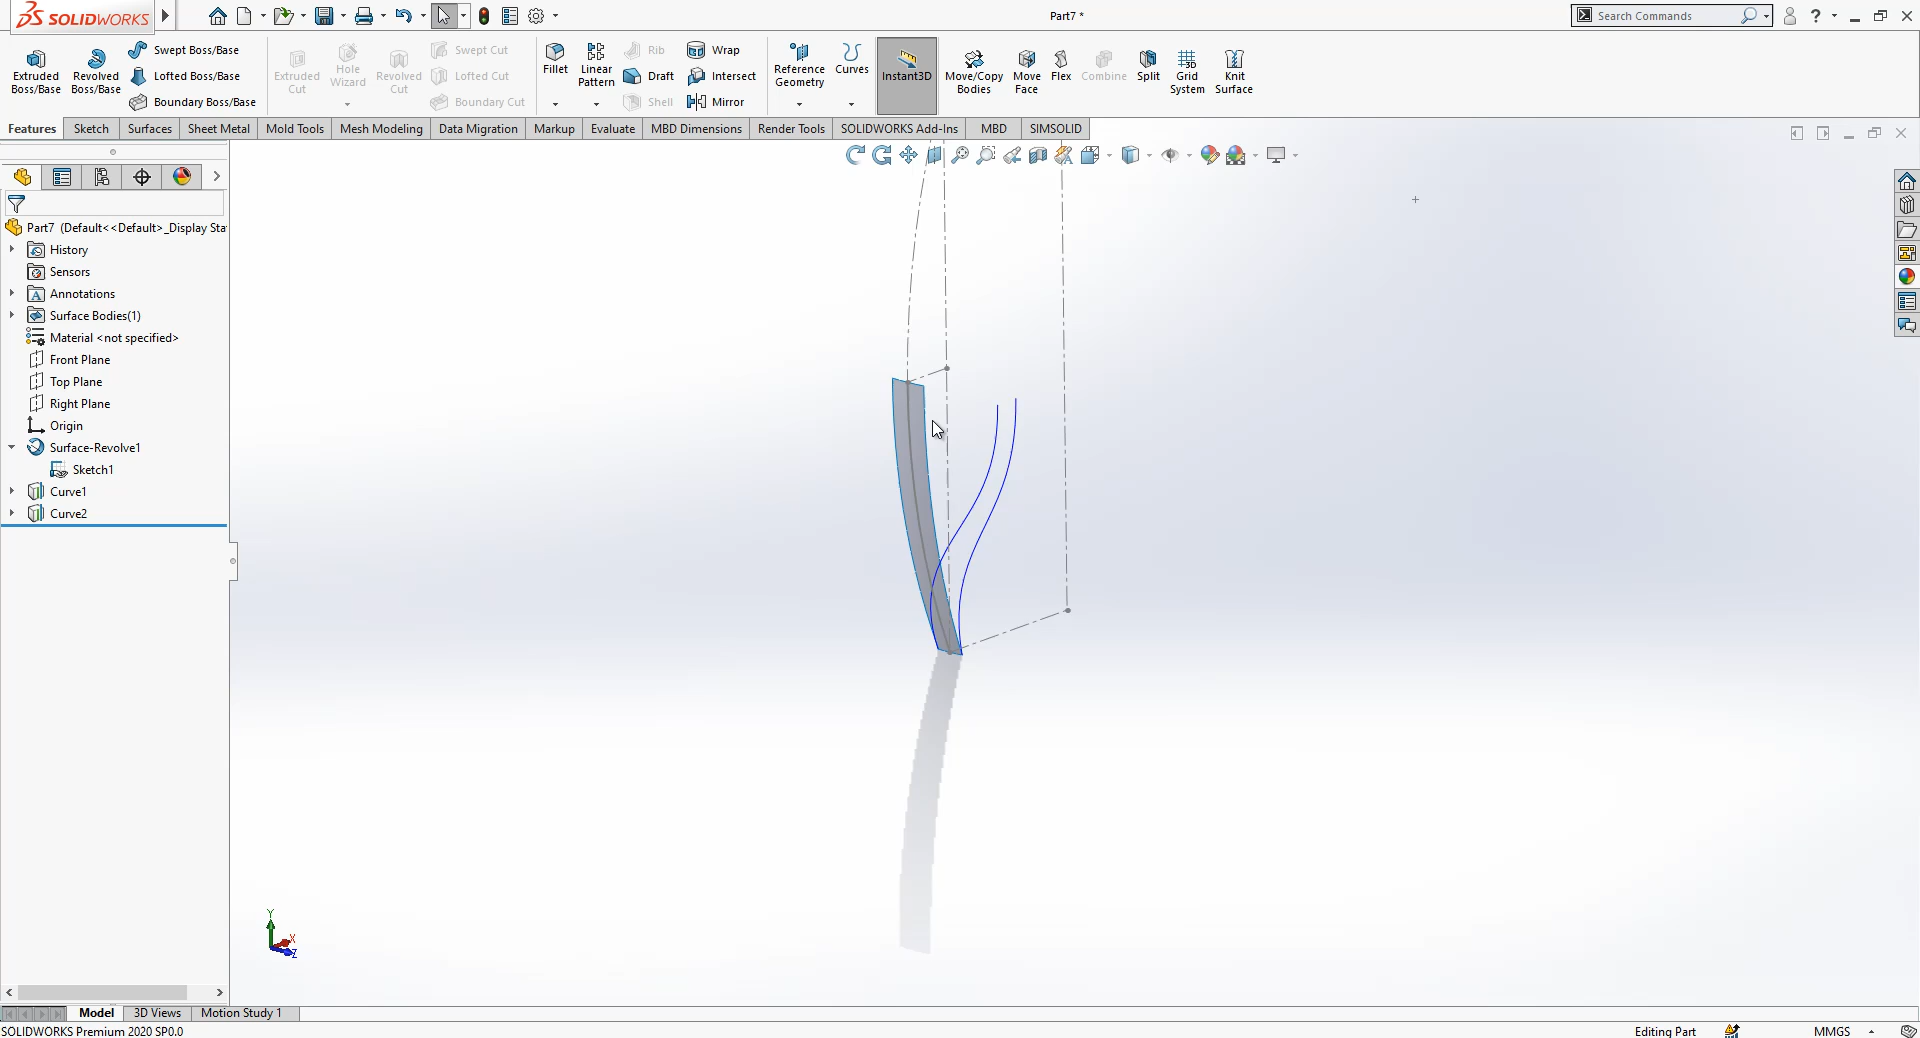 SOLIDWORKS
Part7 *
Search Commands
Extruded Boss/Base
Revolved Boss/Base
Swept Boss/Base
Lofted Boss/Base
Boundary Boss/Base
Extruded Cut
Hole Wizard
Revolved Cut
Swept Cut
Lofted Cut
Boundary Cut
Fillet
Linear Pattern
Rib
Draft
Shell
Wrap
Intersect
Mirror
Reference Geometry
Curves
Instant3D
Move/Copy Bodies
Move Face
Flex
Combine
Split
Grid System
Knit Surface
Features
Sketch
Surfaces
Sheet Metal
Mold Tools
Mesh Modeling
Data Migration
Markup
Evaluate
MBD Dimensions
Render Tools
SOLIDWORKS Add-Ins
MBD
SIMSOLID
Part7 (Default<<Default>_Display Sta
History
Sensors
Annotations
Surface Bodies(1)
Material <not specified>
Front Plane
Top Plane
Right Plane
Origin
Surface-Revolve1
Sketch1
Curve1
Curve2
Y
X
Z
Model
3D Views
Motion Study 1
SOLIDWORKS Premium 2020 SP0.0
Editing Part
MMGS